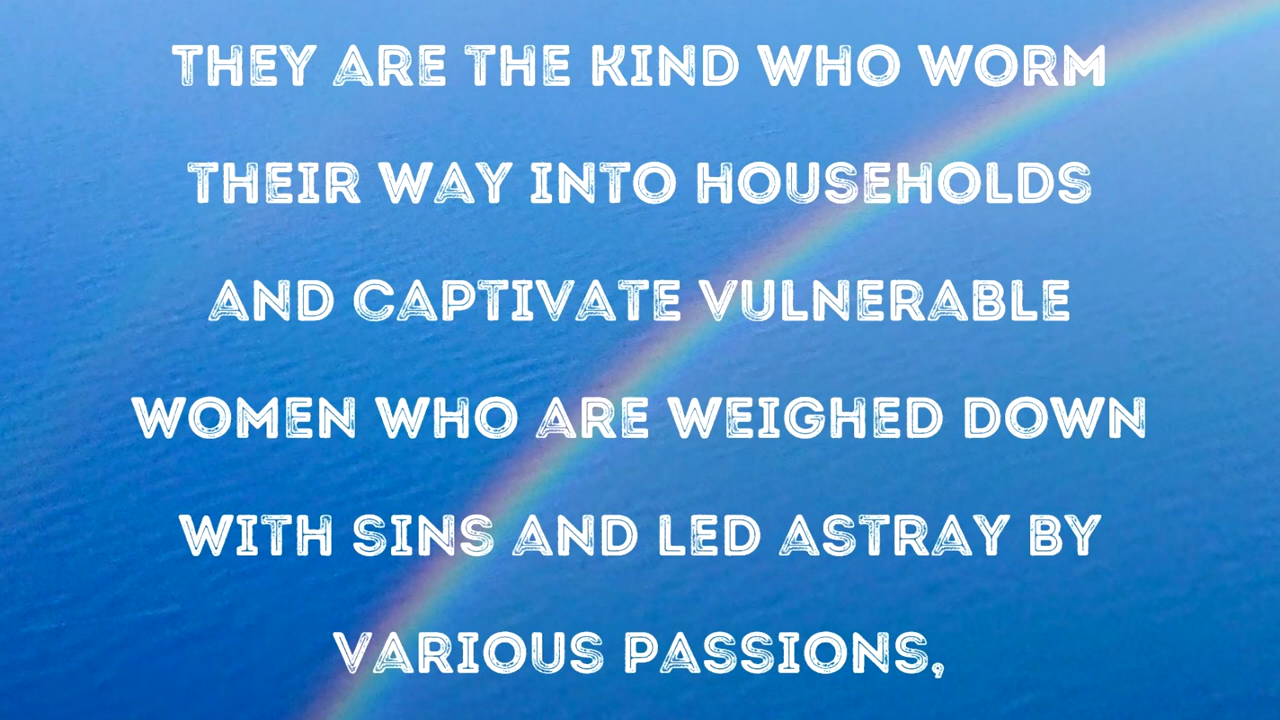 THEY ARE THE KIND WHO WORM
THEIR WAY INTO HOUSEHOLDS
AND CAPTIVATE VULNERABLE
WOMEN WHO ARE WEIGHED DOWN
WITH SINS AND LED ASTRAY BY
VARIOUS PASSIONS,